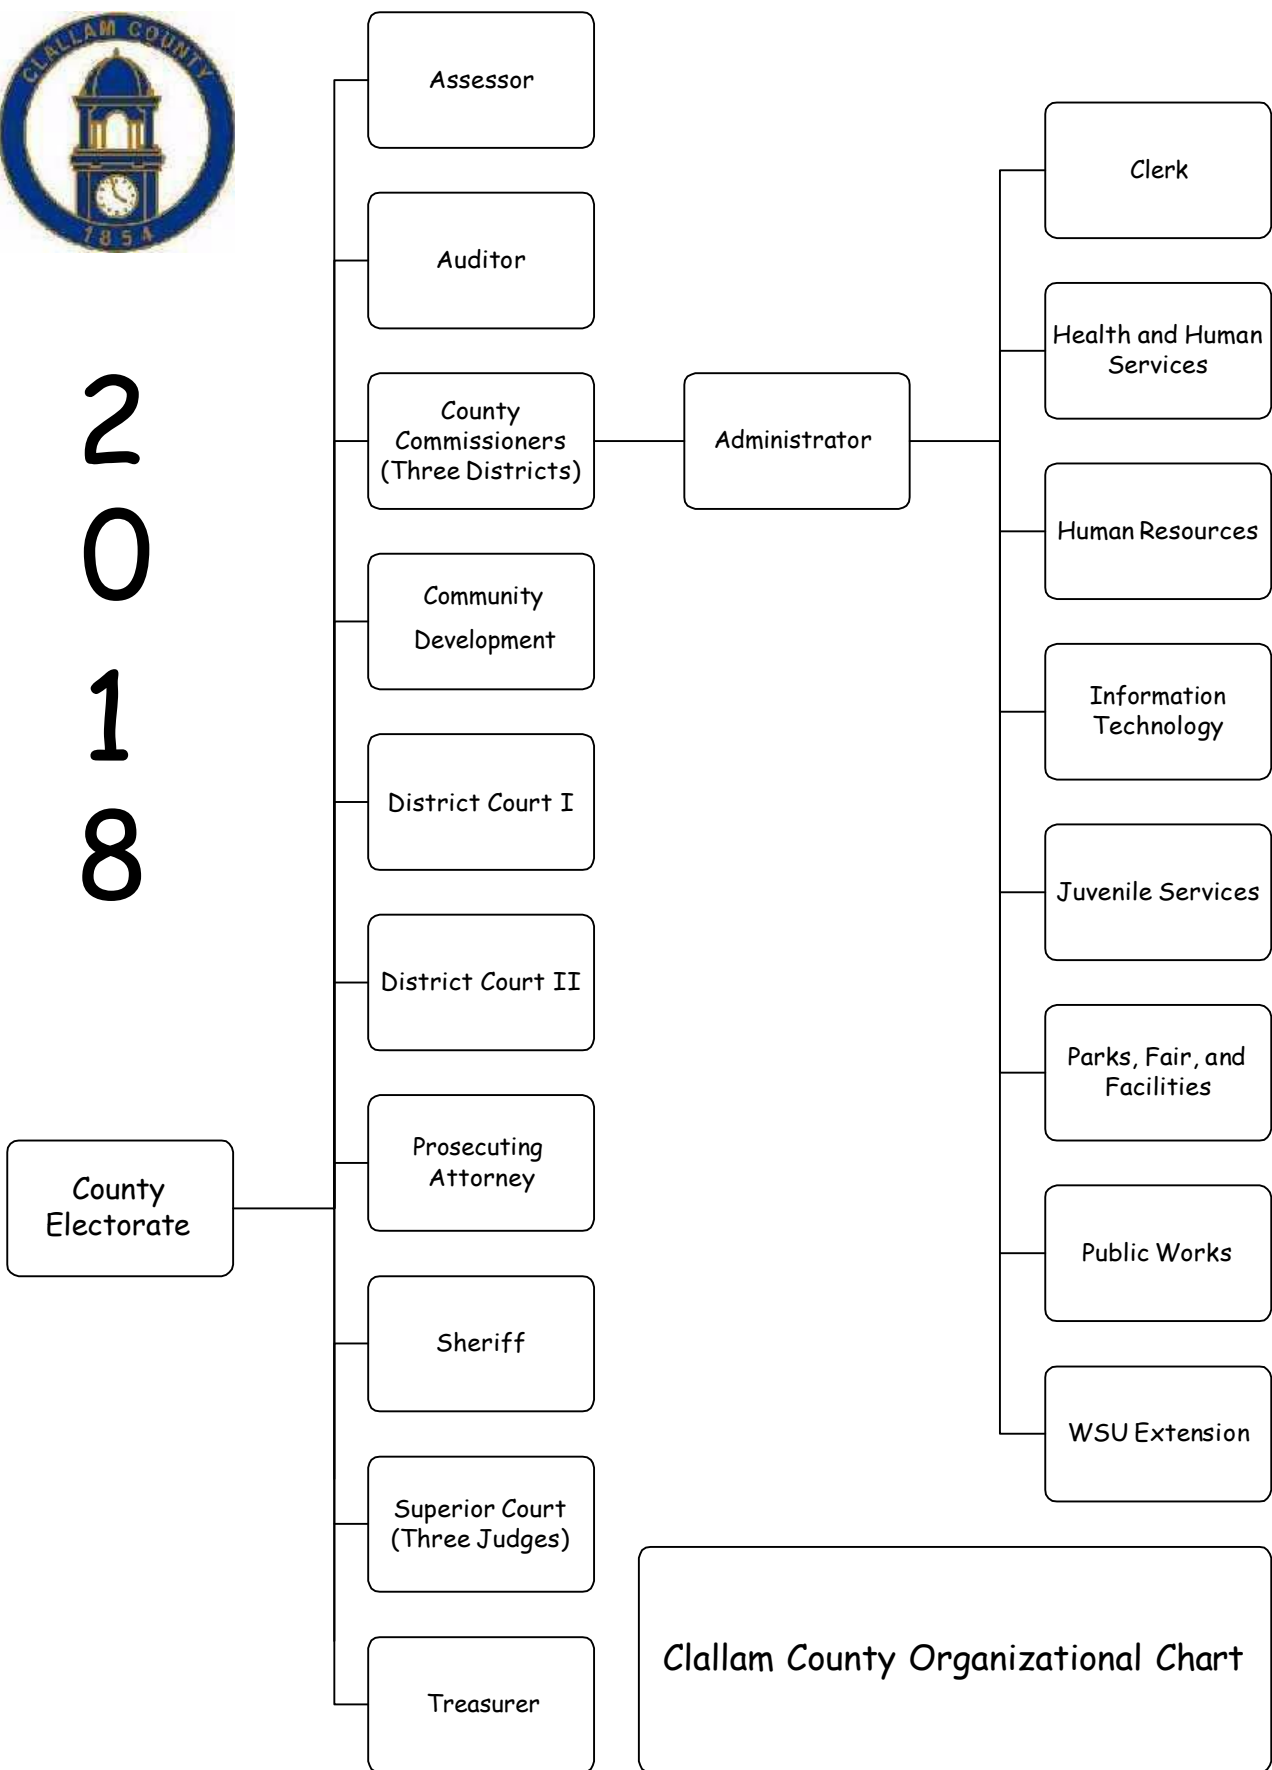 CLALLAM COUNTY
1854
2
0
1
8
County
Electorate
Assessor
Auditor
County
Commissioners
(Three Districts)
Community
Development
District Court I
District Court II
Prosecuting
Attorney
Sheriff
Superior Court
(Three Judges)
Treasurer
Administrator
Clerk
Health and Human
Services
Human Resources
Information
Technology
Juvenile Services
Parks, Fair, and
Facilities
Public Works
WSU Extension
Clallam County Organizational Chart